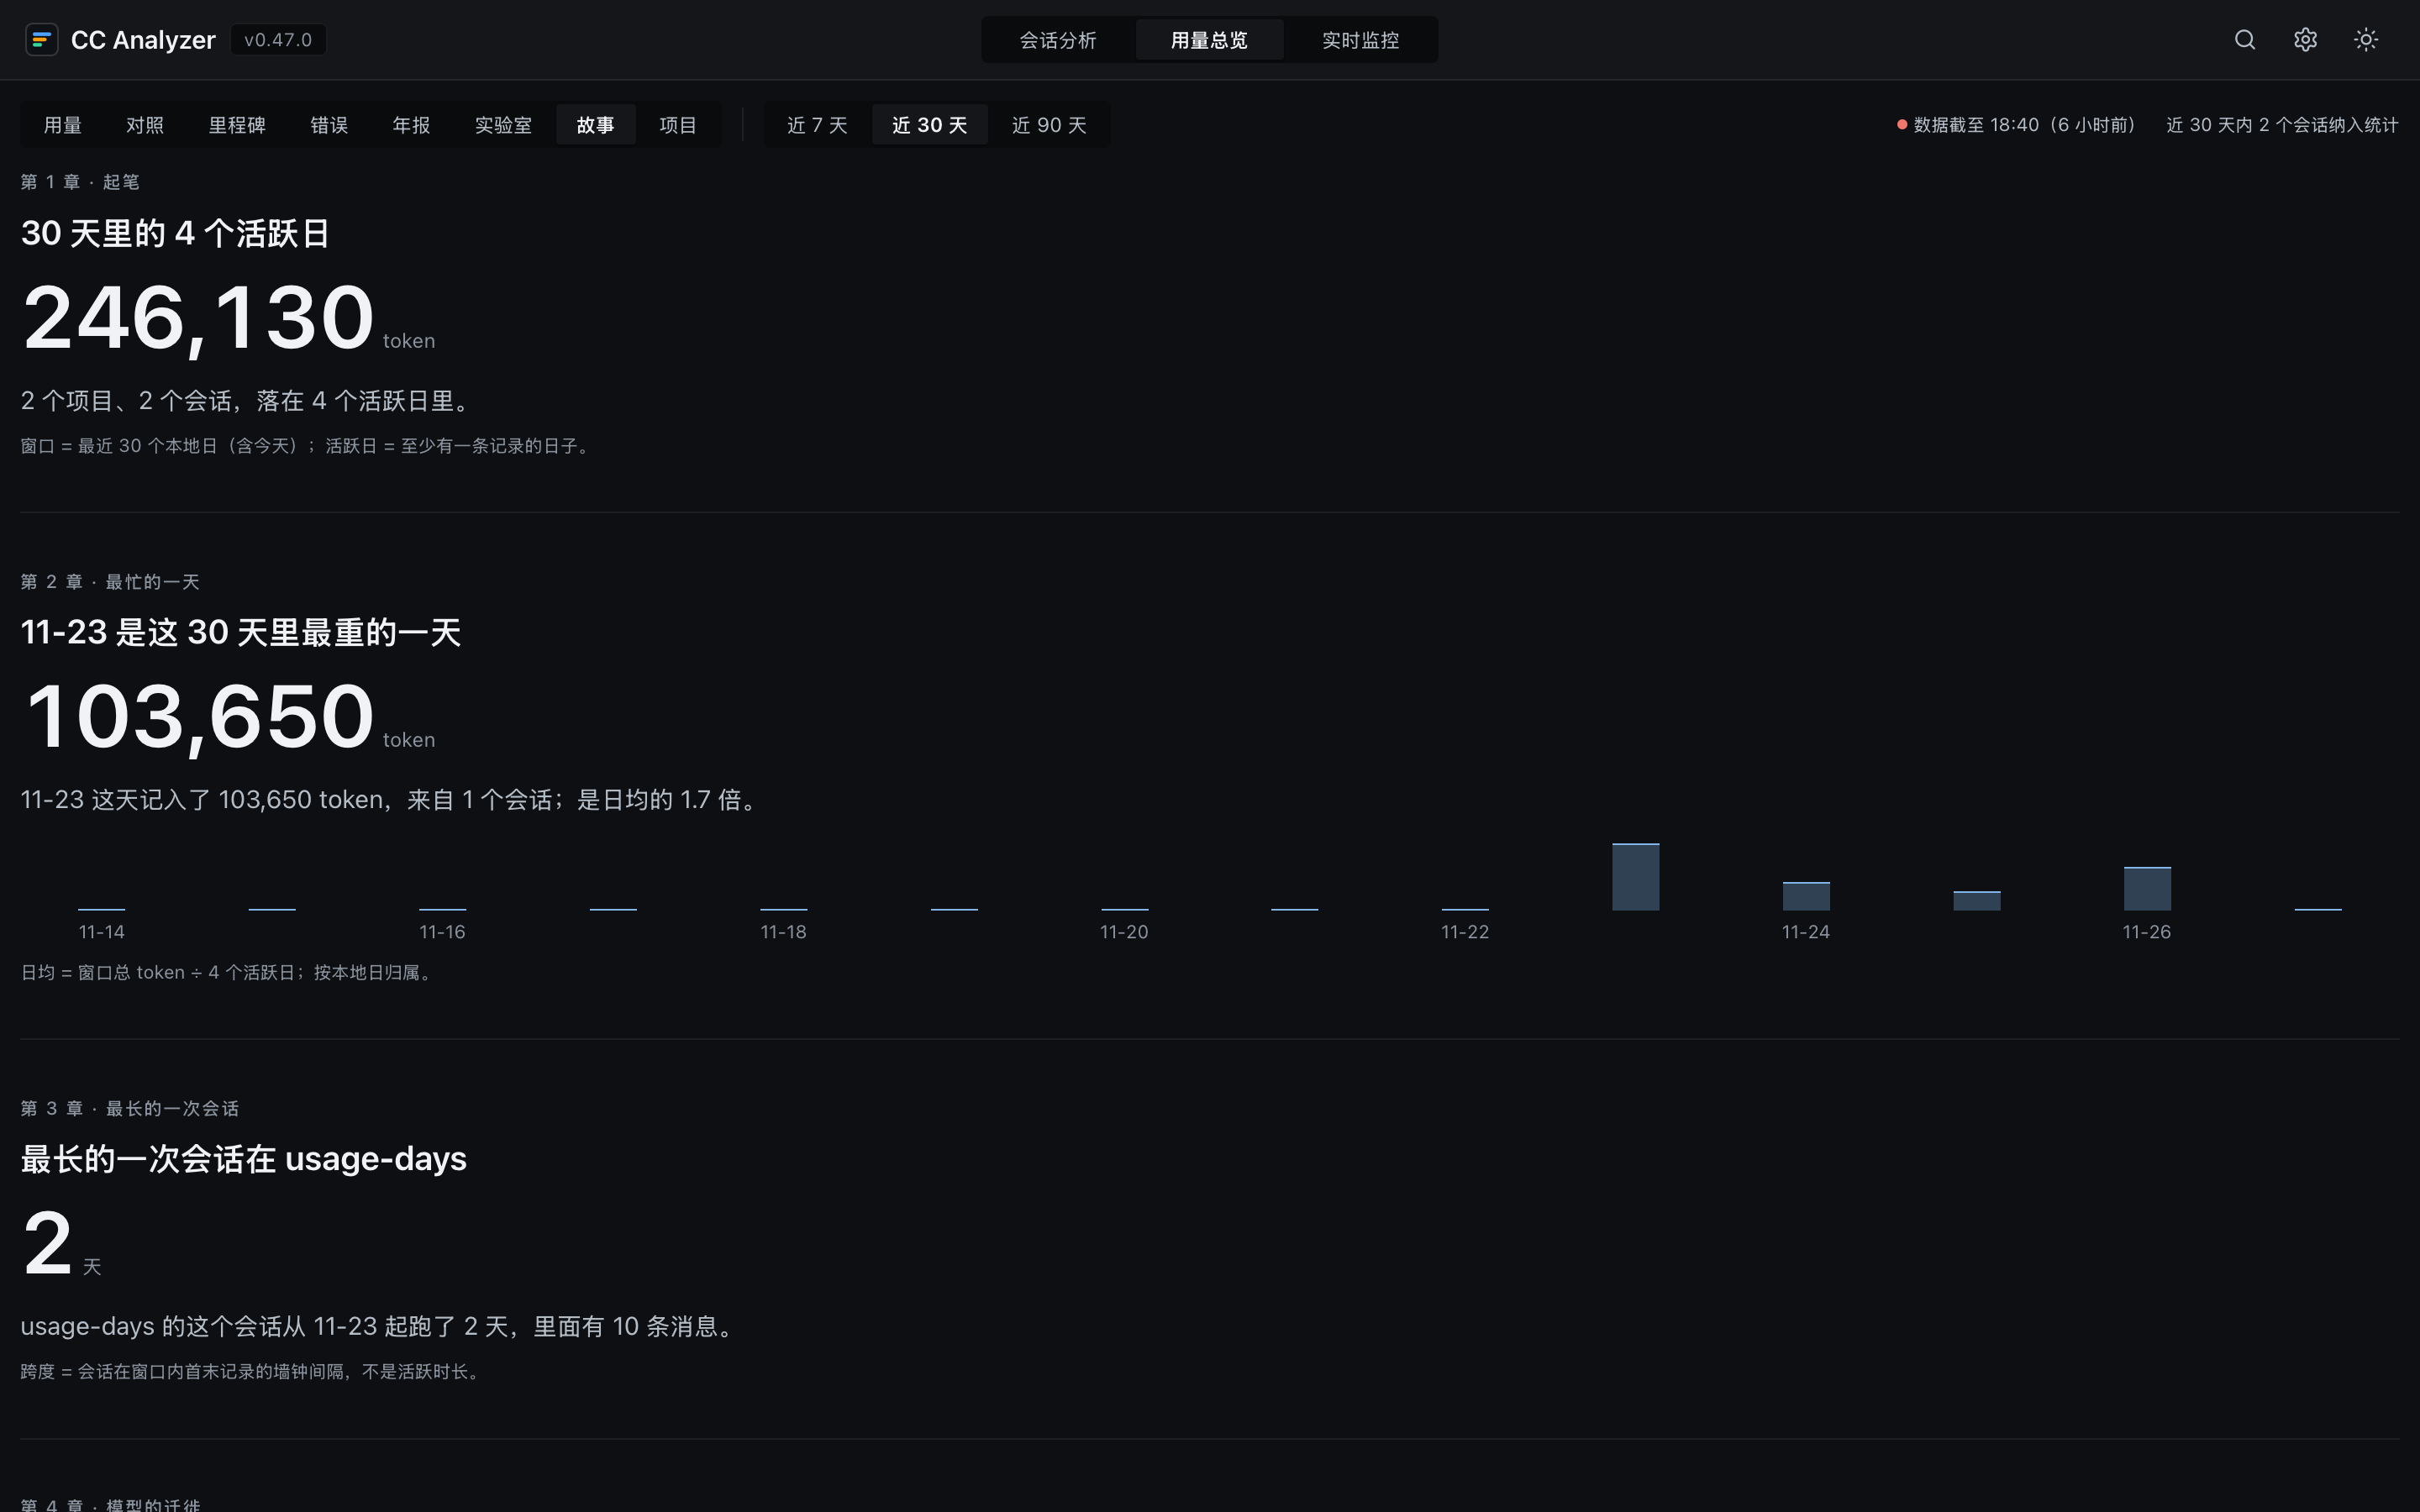 CC Analyzer v0.47.0
会话分析 用量总览 实时监控
用量 对照 里程碑 错误 年报 实验室 故事 项目 近 7 天 近 30 天 近 90 天 数据截至 18:40（6 小时前） 近 30 天内 2 个会话纳入统计
第 1 章 · 起笔
30 天里的 4 个活跃日
246,130 token
2 个项目、2 个会话，落在 4 个活跃日里。
窗口 = 最近 30 个本地日（含今天）；活跃日 = 至少有一条记录的日子。
第 2 章 · 最忙的一天
11-23 是这 30 天里最重的一天
103,650 token
11-23 这天记入了 103,650 token，来自 1 个会话；是日均的 1.7 倍。
11-14 11-16 11-18 11-20 11-22 11-24 11-26
日均 = 窗口总 token ÷ 4 个活跃日；按本地日归属。
第 3 章 · 最长的一次会话
最长的一次会话在 usage-days
2 天
usage-days 的这个会话从 11-23 起跑了 2 天，里面有 10 条消息。
跨度 = 会话在窗口内首末记录的墙钟间隔，不是活跃时长。
第 4 章 · 模型的迁徙